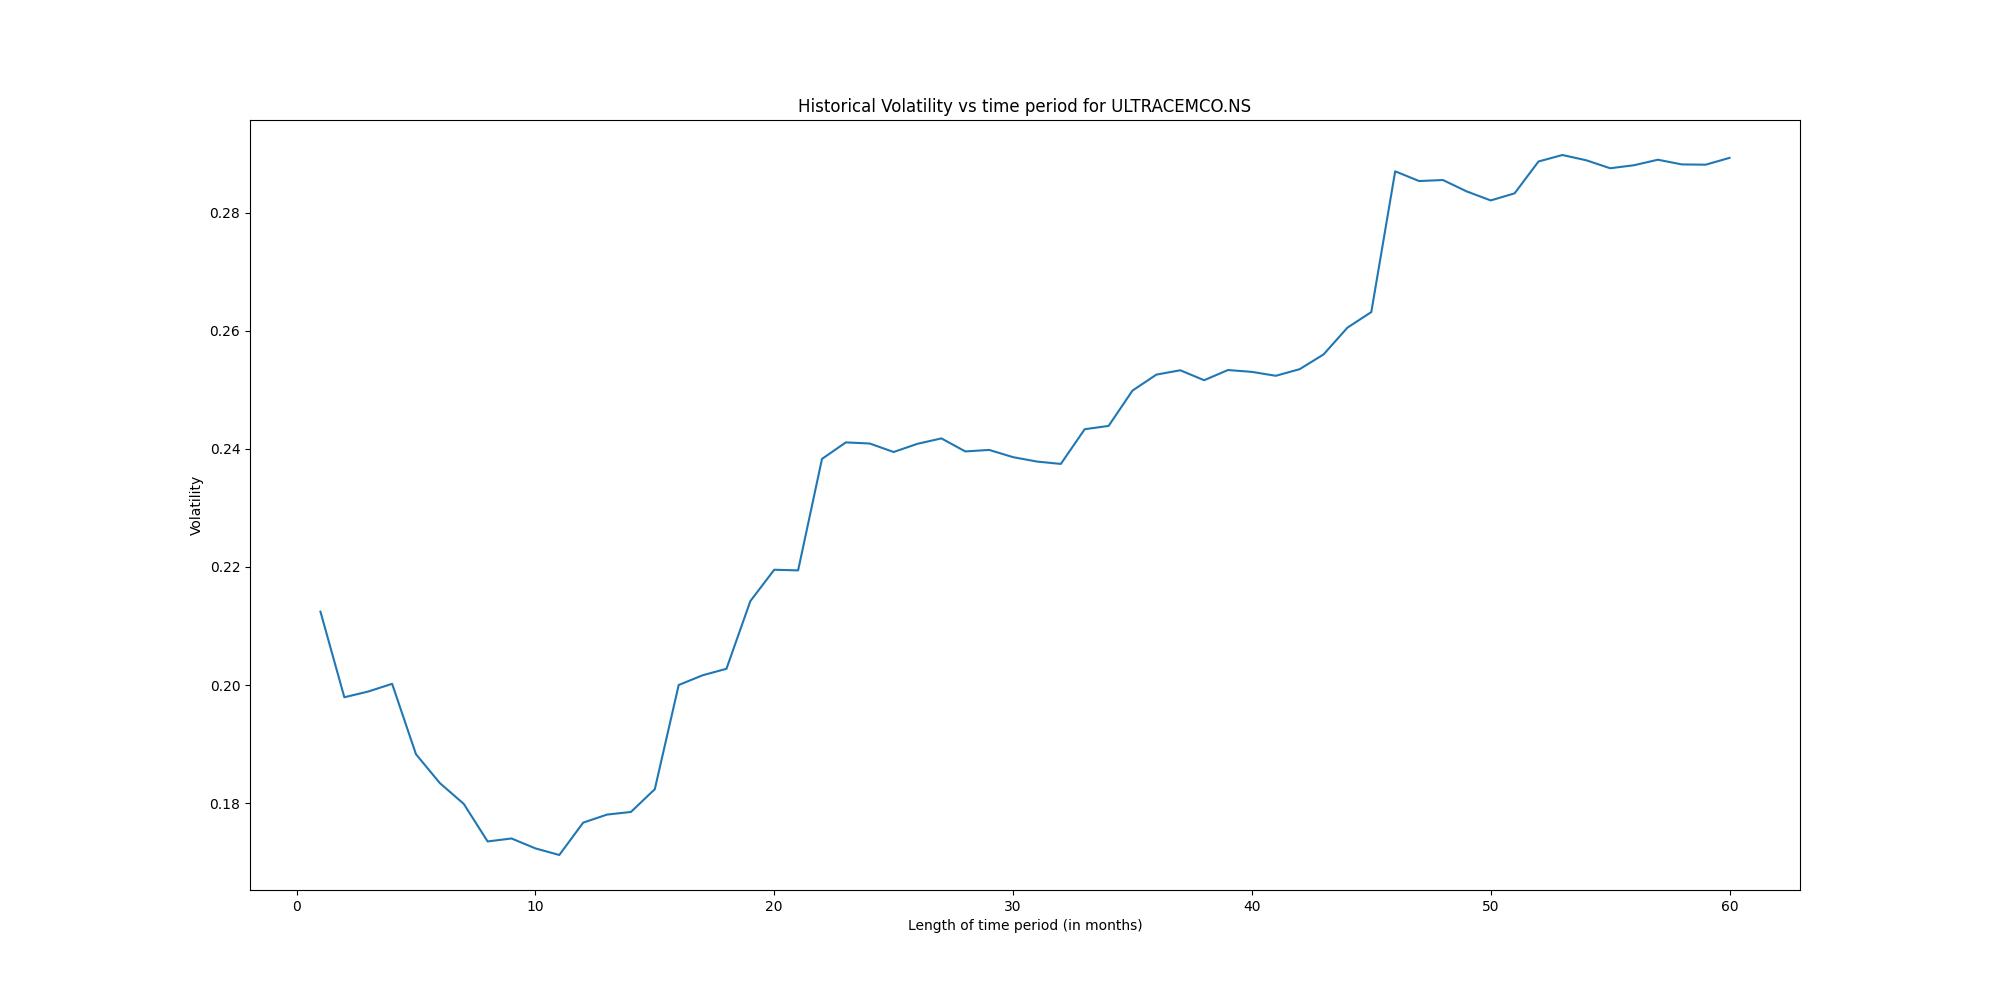 Historical Volatility vs time period for ULTRACEMCO.NS
0.28
0.26
0.24
0.22
0.20
0.18
Volatility
0 10 20 30 40 50 60
Length of time period (in months)